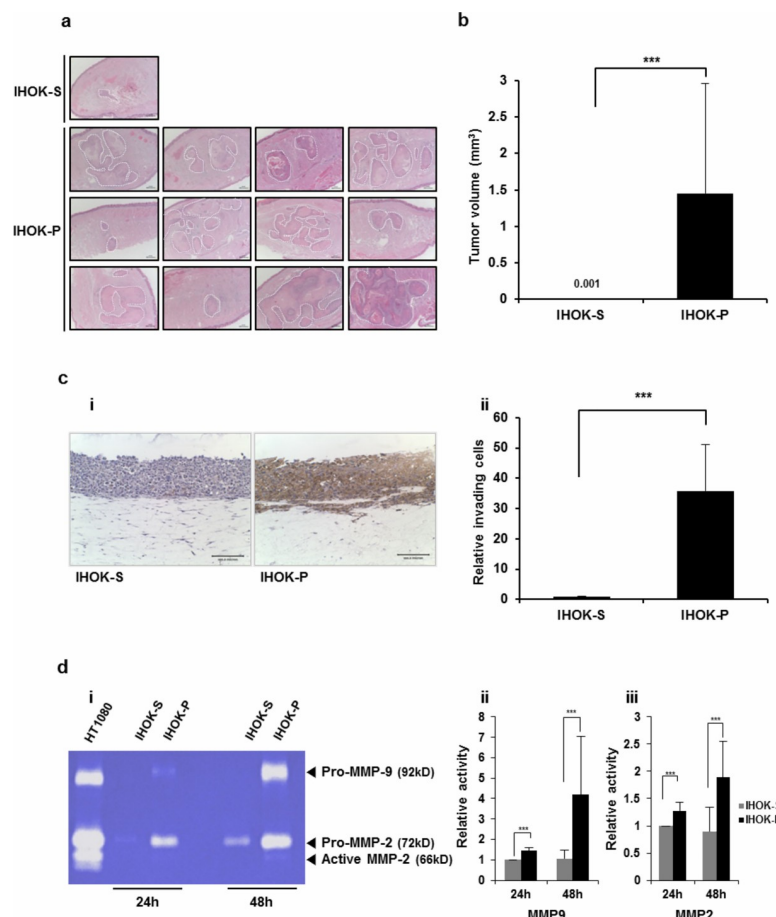 a
IHOK-S
IHOK-P
b
***
Tumor volume (mm³)
3
2.5
2
1.5
1
0.5
0
0.001
IHOK-S
IHOK-P
c
i
IHOK-S
IHOK-P
ii
***
Relative invading cells
60
50
40
30
20
10
0
IHOK-S
IHOK-P
d
i
HT1080
IHOK-S
IHOK-P
IHOK-S
IHOK-P
Pro-MMP-9 (92kD)
Pro-MMP-2 (72kD)
Active MMP-2 (66kD)
24h
48h
ii
Relative activity
8
7
6
5
4
3
2
1
0
***
***
24h
48h
MMP9
iii
Relative activity
3
2.5
2
1.5
1
0.5
0
***
***
24h
48h
MMP2
IHOK-S
IHOK-P